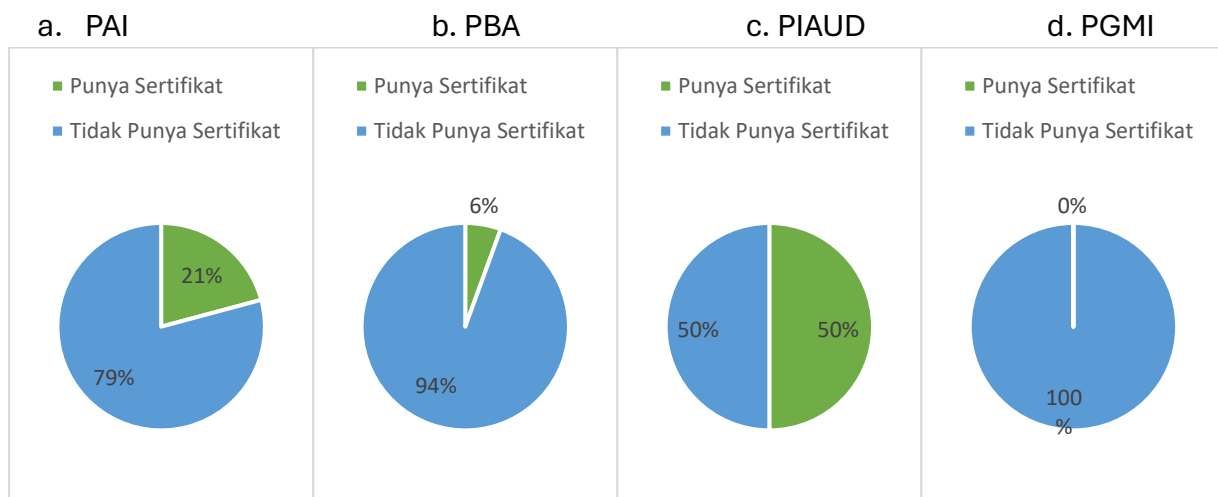 a. PAI
b. PBA
c. PIAUD
d. PGMI
Punya Sertifikat
Tidak Punya Sertifikat
21%
79%
Punya Sertifikat
Tidak Punya Sertifikat
6%
94%
Punya Sertifikat
Tidak Punya Sertifikat
50%
50%
Punya Sertifikat
Tidak Punya Sertifikat
0%
100
%